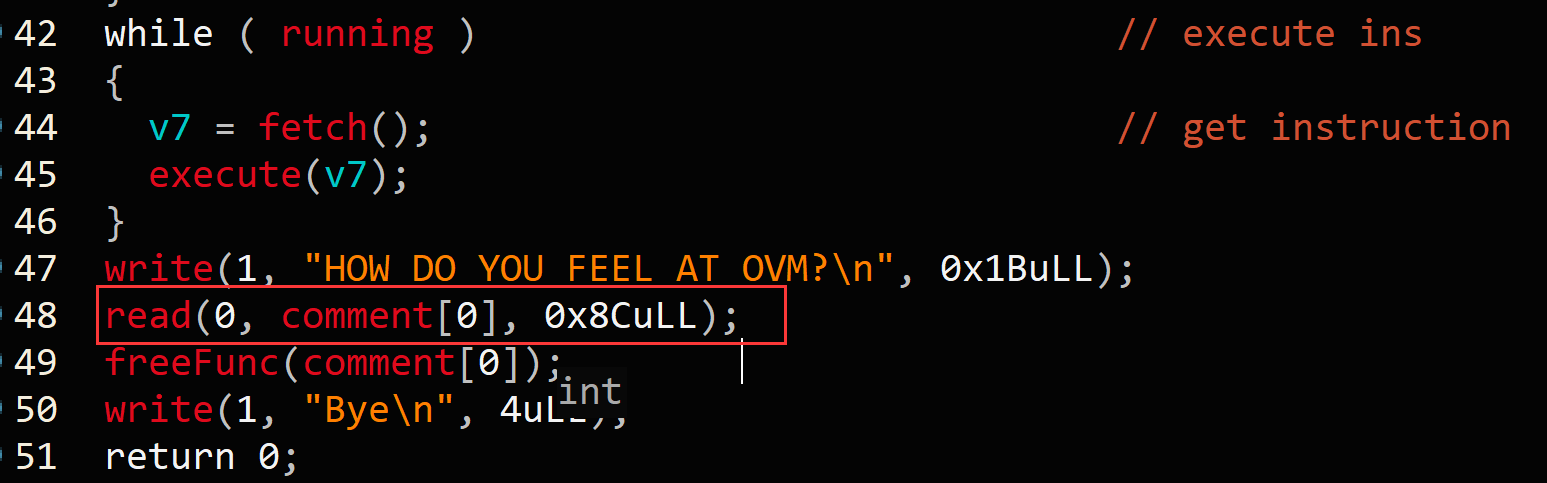 42 while ( running ) // execute ins
43 {
44 v7 = fetch(); // get instruction
45 execute(v7);
46 }
47 write(1, "HOW DO YOU FEEL AT OVM?\n", 0x1BuLL);
48 read(0, comment[0], 0x8CuLL);
49 freeFunc(comment[0]);
int
50 write(1, "Bye\n", 4uLL);
51 return 0;